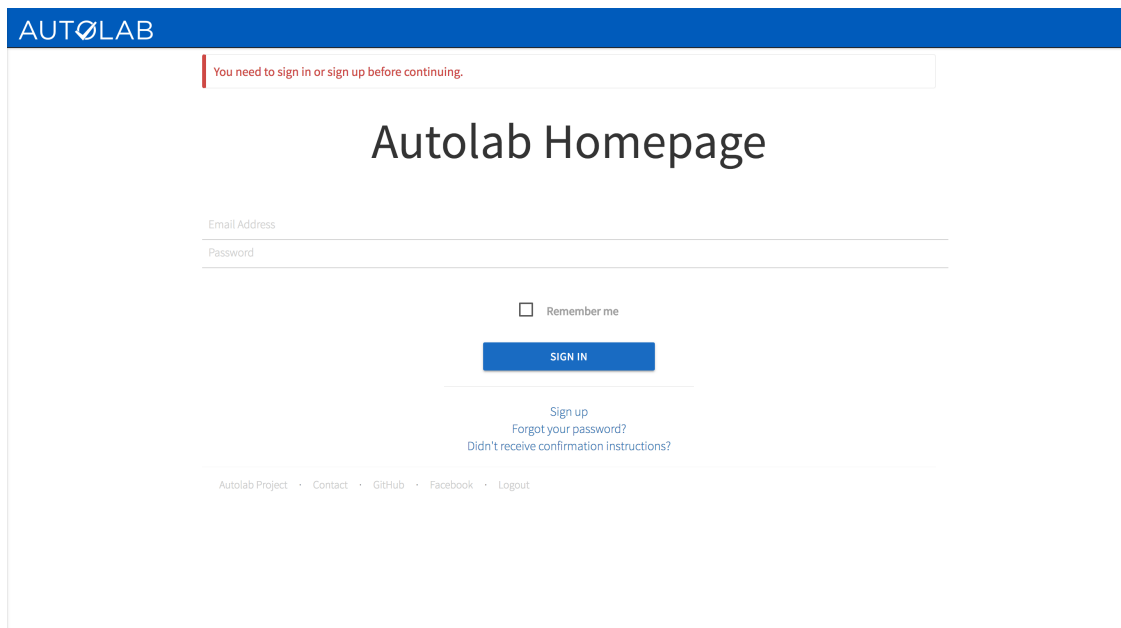 AUTOLAB
You need to sign in or sign up before continuing.
Autolab Homepage
Email Address
Password
Remember me
SIGN IN
Sign up
Forgot your password?
Didn't receive confirmation instructions?
Autolab Project · Contact · GitHub · Facebook · Logout